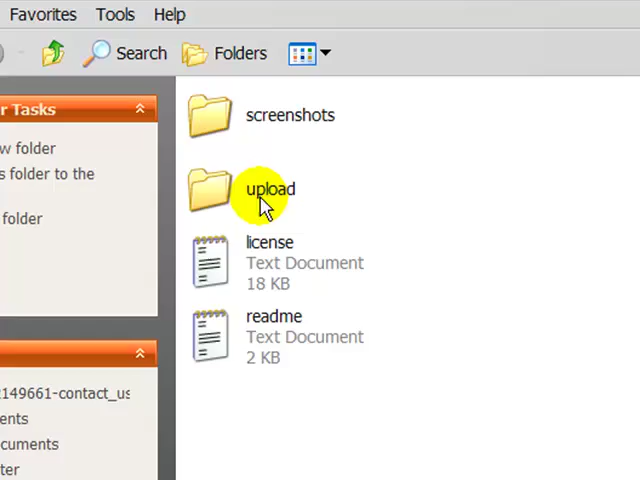 Favorites Tools Help
Search Folders
r Tasks
w folder
s folder to the
folder
2149661-contact_us
ents
cuments
ter
screenshots
upload
license
Text Document
18 KB
readme
Text Document
2 KB